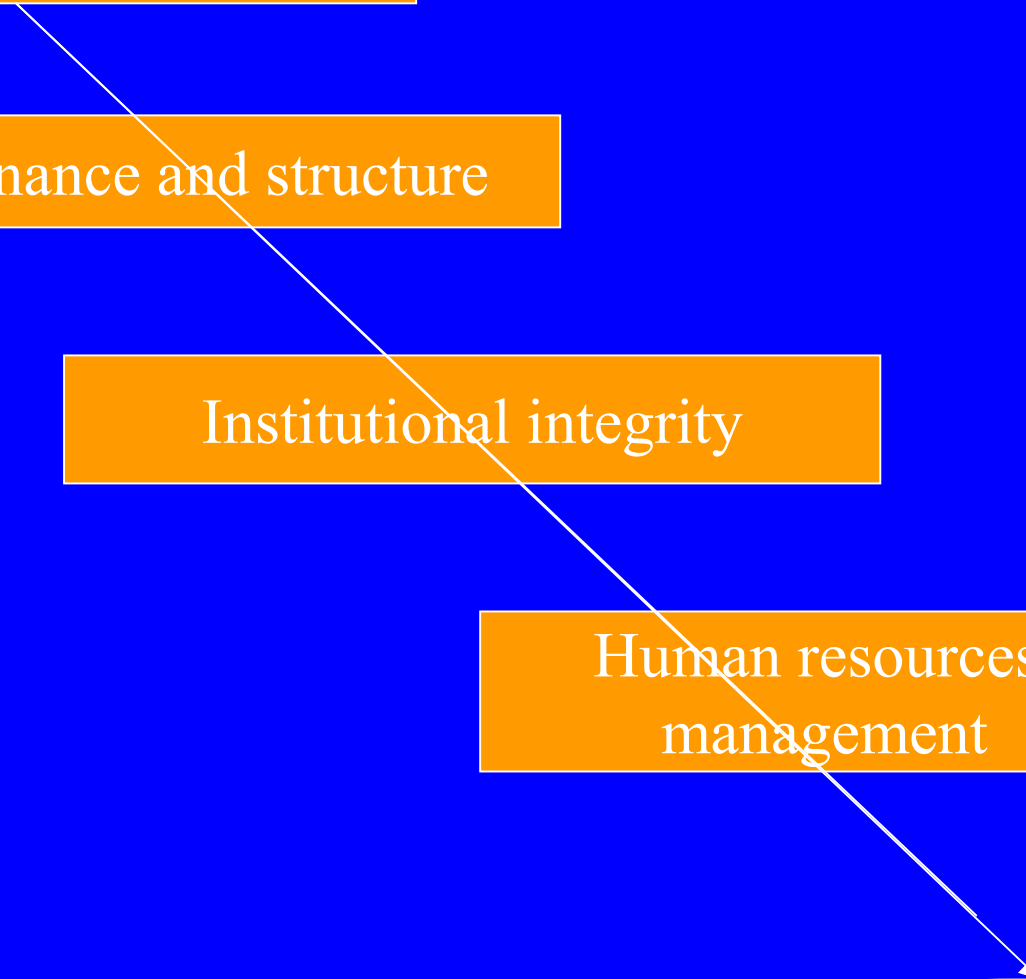 nance and structure
Institutional integrity
Human resources
management